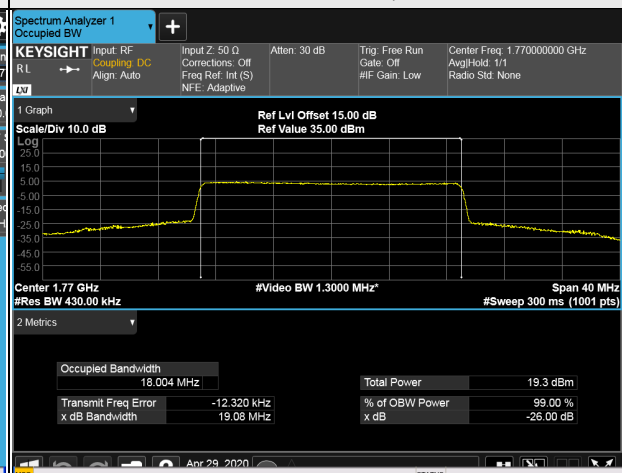 Spectrum Analyzer 1
Occupied BW
+
KEYSIGHT
R L
LXI
Input: RF
Coupling: DC
Align: Auto
Input Z: 50 Ω
Corrections: Off
Freq Ref: Int (S)
NFE: Adaptive
Atten: 30 dB
Trig: Free Run
Gate: Off
#IF Gain: Low
Center Freq: 1.770000000 GHz
Avg|Hold: 1/1
Radio Std: None
1 Graph
Scale/Div 10.0 dB
Ref Lvl Offset 15.00 dB
Ref Value 35.00 dBm
Log
25.0
15.0
5.00
-5.00
-15.0
-25.0
-35.0
-45.0
-55.0
Center 1.77 GHz
#Res BW 430.00 kHz
#Video BW 1.3000 MHz*
Span 40 MHz
#Sweep 300 ms (1001 pts)
2 Metrics
Occupied Bandwidth
18.004 MHz
Transmit Freq Error -12.320 kHz
x dB Bandwidth 19.08 MHz
Total Power 19.3 dBm
% of OBW Power 99.00 %
x dB -26.00 dB
Apr 29, 2020